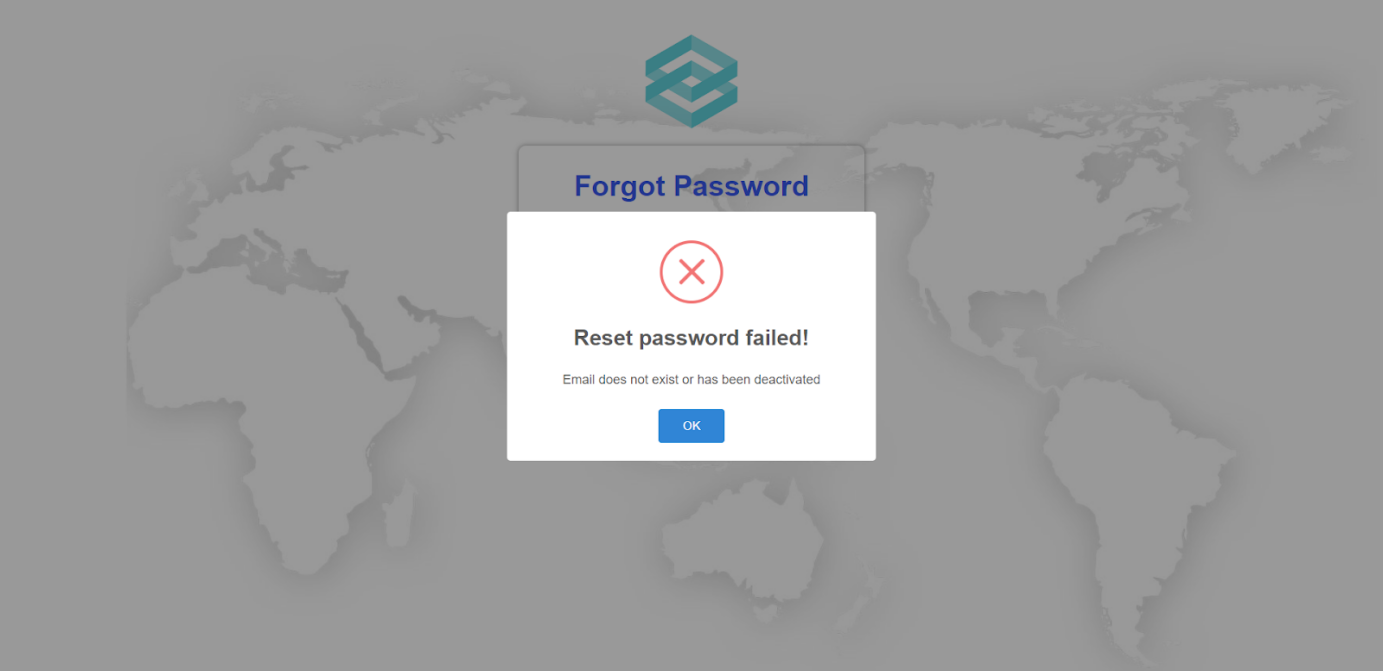 Forgot Password
Reset password failed!
Email does not exist or has been deactivated
OK